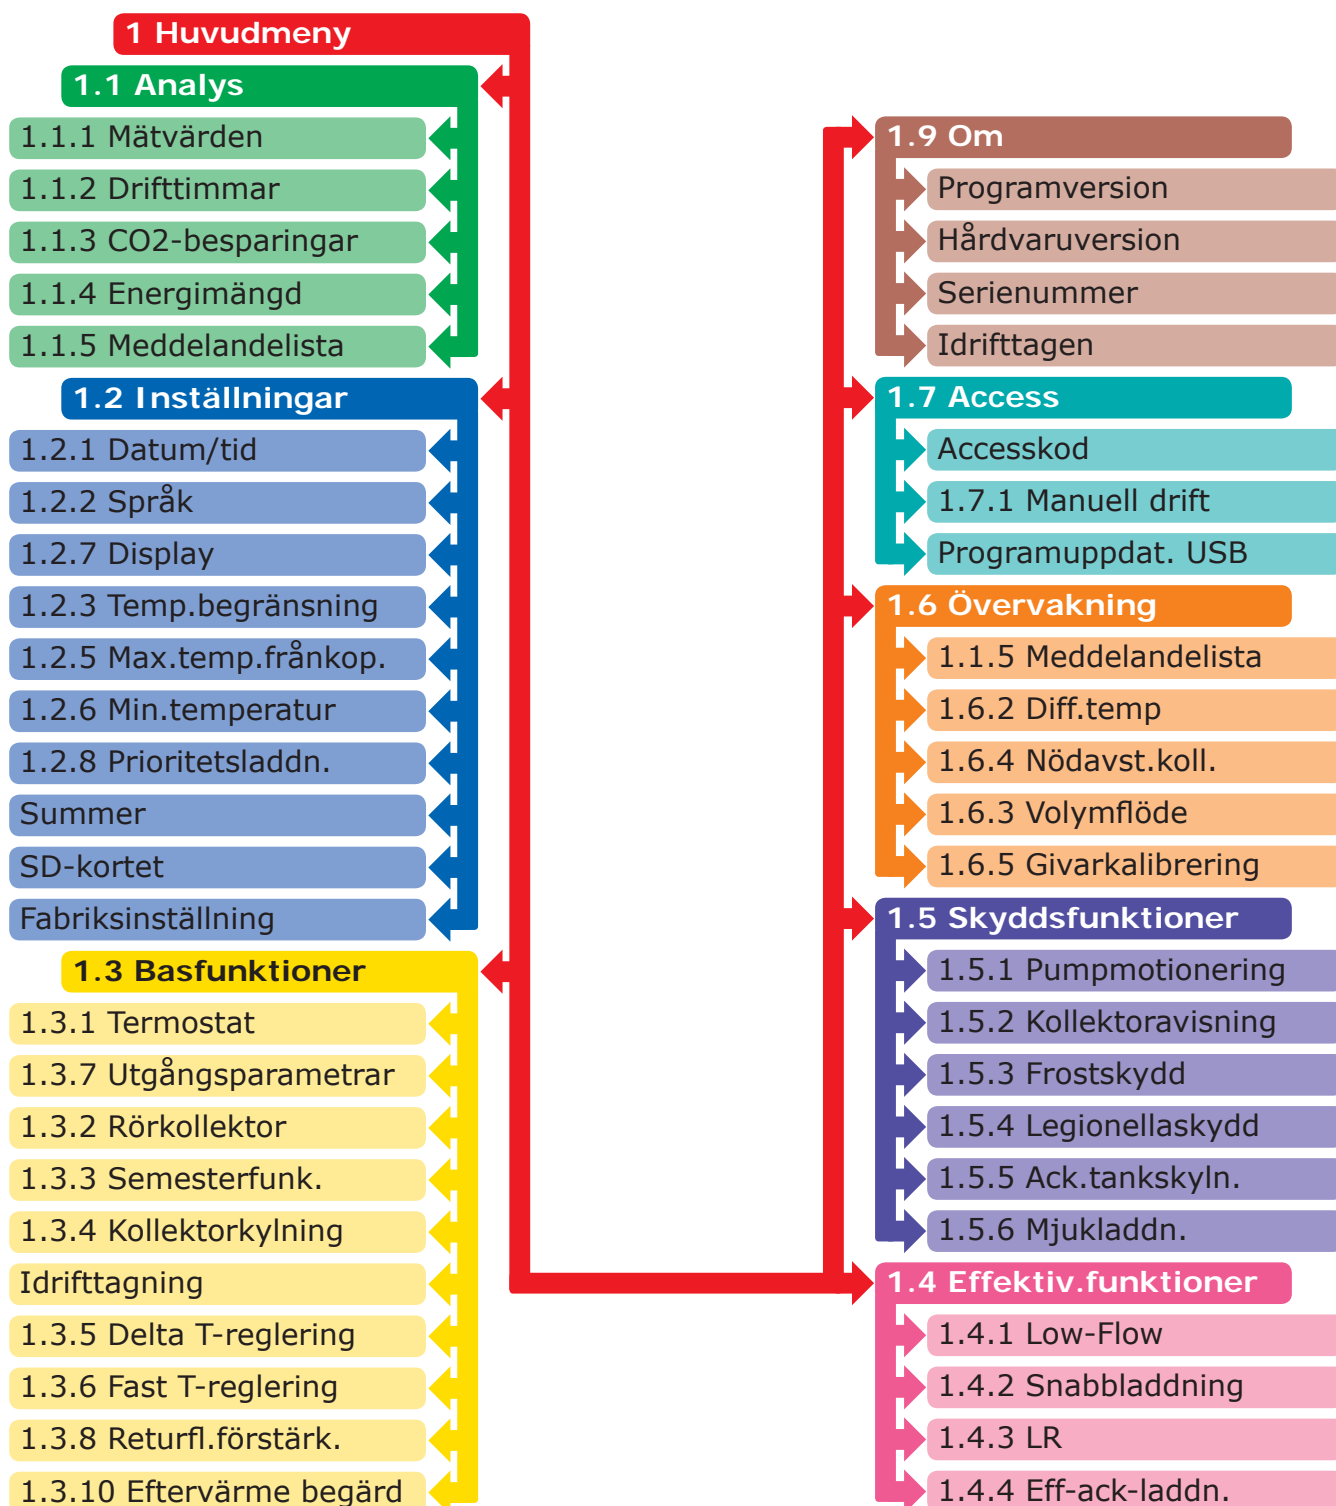 1 Huvudmeny
1.1 Analys
1.1.1 Mätvärden
1.1.2 Drifttimmar
1.1.3 CO2-besparingar
1.1.4 Energimängd
1.1.5 Meddelandelista
1.2 Inställningar
1.2.1 Datum/tid
1.2.2 Språk
1.2.7 Display
1.2.3 Temp.begränsning
1.2.5 Max.temp.frånkop.
1.2.6 Min.temperatur
1.2.8 Prioritetsladdn.
Summer
SD-kortet
Fabriksinställning
1.3 Basfunktioner
1.3.1 Termostat
1.3.7 Utgångsparametrar
1.3.2 Rörkollektor
1.3.3 Semesterfunk.
1.3.4 Kollektorkylning
Idrifttagning
1.3.5 Delta T-reglering
1.3.6 Fast T-reglering
1.3.8 Returfl.förstärk.
1.3.10 Eftervärme begärd
1.9 Om
Programversion
Hårdvaruversion
Serienummer
Idrifttagen
1.7 Access
Accesskod
1.7.1 Manuell drift
Programuppdat. USB
1.6 Övervakning
1.1.5 Meddelandelista
1.6.2 Diff.temp
1.6.4 Nödavst.koll.
1.6.3 Volymflöde
1.6.5 Givarkalibrering
1.5 Skyddsfunktioner
1.5.1 Pumpmotionering
1.5.2 Kollektoravisning
1.5.3 Frostskydd
1.5.4 Legionellaskydd
1.5.5 Ack.tankskyln.
1.5.6 Mjukladdn.
1.4 Effektiv.funktioner
1.4.1 Low-Flow
1.4.2 Snabbladdning
1.4.3 LR
1.4.4 Eff-ack-laddn.